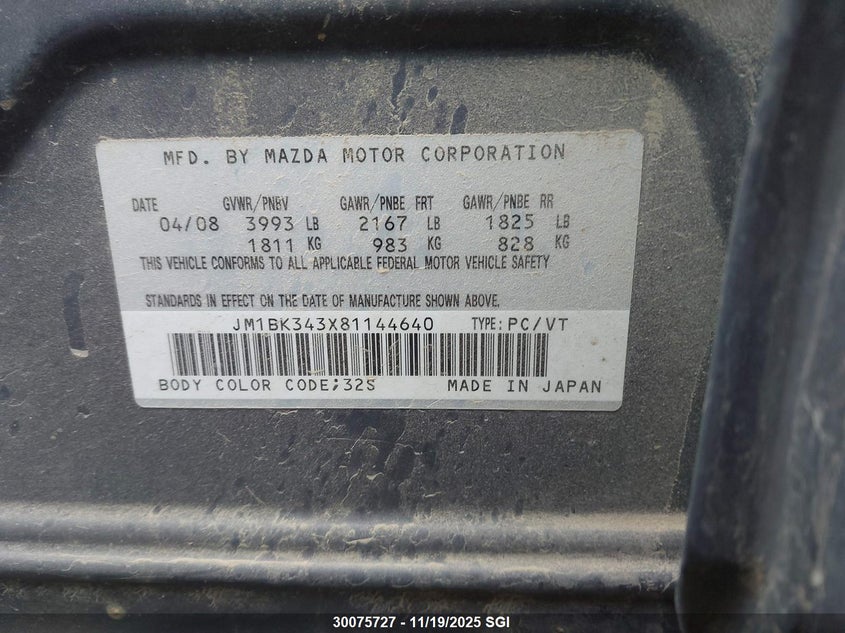 MFD. BY MAZDA MOTOR CORPORATION
DATE GVWR/PNBV GAWR/PNBE FRT GAWR/PNBE RR
04/08 3993 LB 2167 LB 1825 LB
1811 KG 983 KG 828 KG
THIS VEHICLE CONFORMS TO ALL APPLICABLE FEDERAL MOTOR VEHICLE SAFETY
STANDARDS IN EFFECT ON THE DATE OF MANUFACTURE SHOWN ABOVE.
JM1BK343X81144640 TYPE: PC/VT
BODY COLOR CODE;32S MADE IN JAPAN
30075727 - 11/19/2025 SGI